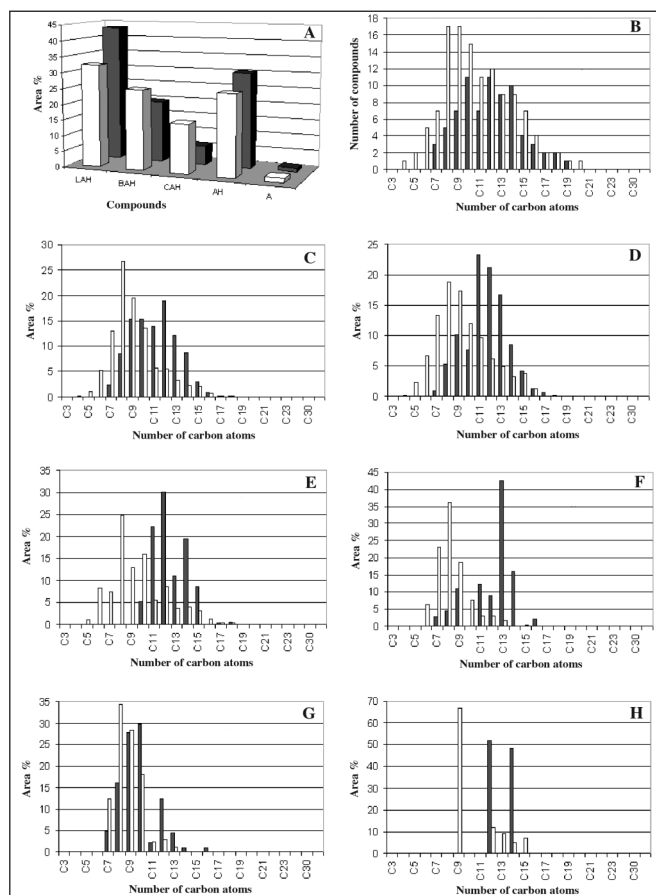 A
Area %
45
40
35
30
25
20
15
10
5
0
LAH BAH CAH AH A
Compounds
B
Number of compounds
18
16
14
12
10
8
6
4
2
0
C3 C5 C7 C9 C11 C13 C15 C17 C19 C21 C23 C30
Number of carbon atoms
C
Area %
30
25
20
15
10
5
0
C3 C5 C7 C9 C11 C13 C15 C17 C19 C21 C23 C30
Number of carbon atoms
D
Area %
25
20
15
10
5
0
C3 C5 C7 C9 C11 C13 C15 C17 C19 C21 C23 C30
Number of carbon atoms
E
Area %
35
30
25
20
15
10
5
0
C3 C5 C7 C9 C11 C13 C15 C17 C19 C21 C23 C30
Number of carbon atoms
F
Area %
45
40
35
30
25
20
15
10
5
0
C3 C5 C7 C9 C11 C13 C15 C17 C19 C21 C23 C30
Number of carbon atoms
G
Area %
35
30
25
20
15
10
5
0
C3 C5 C7 C9 C11 C13 C15 C17 C19 C21 C23 C30
Number of carbon atoms
H
Area %
70
60
50
40
30
20
10
0
C3 C5 C7 C9 C11 C13 C15 C17 C19 C21 C23 C30
Number of carbon atoms